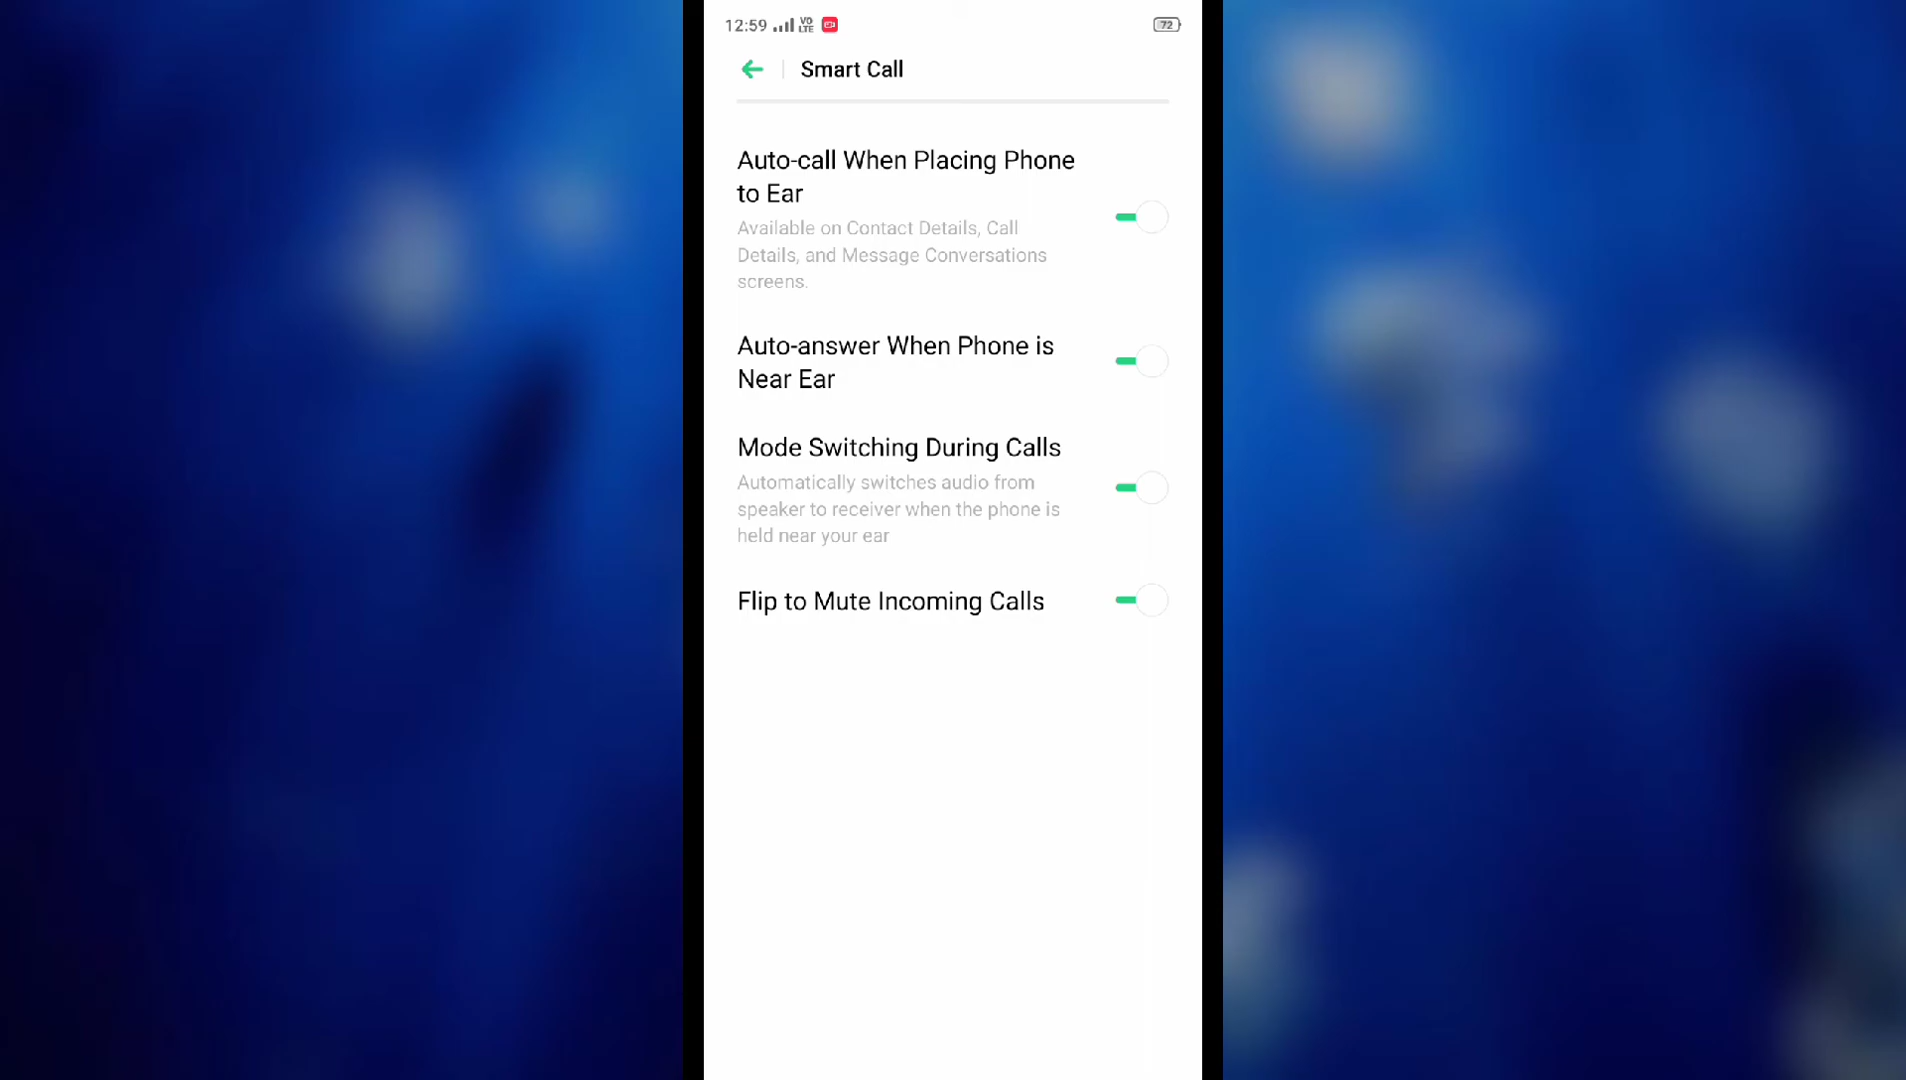 12:59 VO LTE 72
Smart Call
Auto-call When Placing Phone
to Ear
Available on Contact Details, Call
Details, and Message Conversations
screens.
Auto-answer When Phone is
Near Ear
Mode Switching During Calls
Automatically switches audio from
speaker to receiver when the phone is
held near your ear
Flip to Mute Incoming Calls